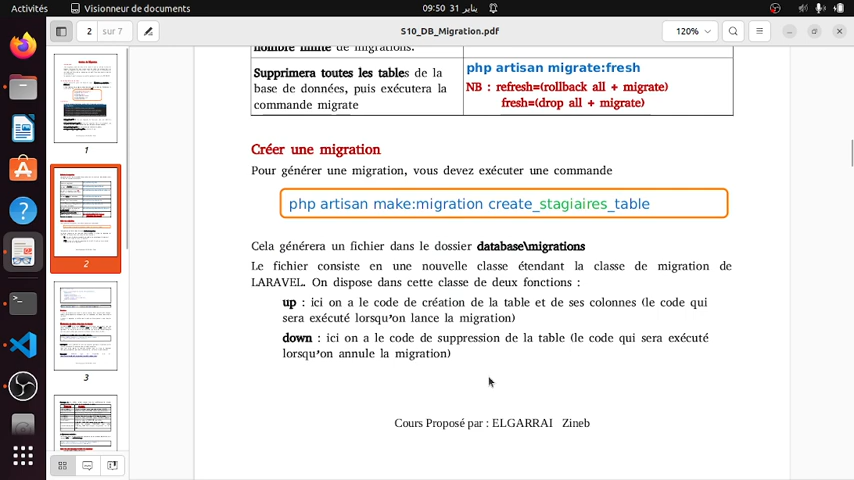 Activités
Visionneur de documents
09:50 31 يناير
2 sur 7
S10_DB_Migration.pdf
120%
nombre limité de migrations.
Supprimera toutes les tables de la
base de données, puis exécutera la
commande migrate
php artisan migrate:fresh
NB : refresh=(rollback all + migrate)
fresh=(drop all + migrate)
Créer une migration
Pour générer une migration, vous devez exécuter une commande
php artisan make:migration create_stagiaires_table
Cela générera un fichier dans le dossier database\migrations
Le fichier consiste en une nouvelle classe étendant la classe de migration de
LARAVEL. On dispose dans cette classe de deux fonctions :
up : ici on a le code de création de la table et de ses colonnes (le code qui
sera exécuté lorsqu'on lance la migration)
down : ici on a le code de suppression de la table (le code qui sera exécuté
lorsqu'on annule la migration)
Cours Proposé par : ELGARRAI Zineb
1
2
3